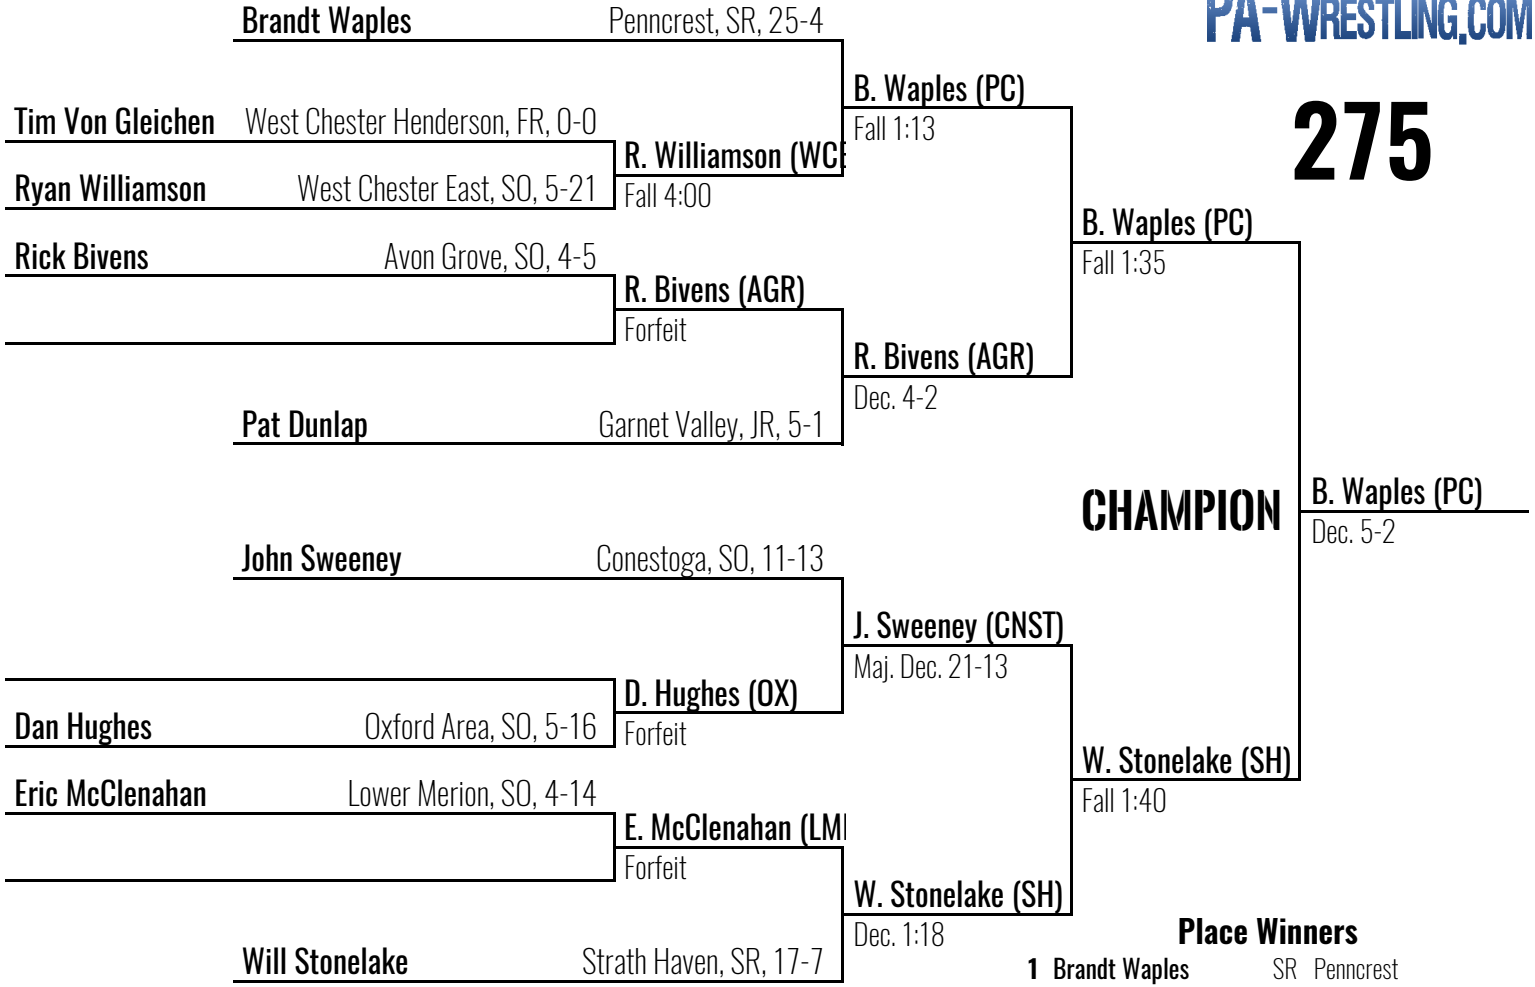 Brandt Waples Penncrest, SR, 25-4
PA-WRESTLING.COM
B. Waples (PC)
Fall 1:13
275
Tim Von Gleichen West Chester Henderson, FR, 0-0
R. Williamson (WCE
Fall 4:00
Ryan Williamson West Chester East, SO, 5-21
B. Waples (PC)
Fall 1:35
Rick Bivens Avon Grove, SO, 4-5
R. Bivens (AGR)
Forfeit
R. Bivens (AGR)
Dec. 4-2
Pat Dunlap Garnet Valley, JR, 5-1
CHAMPION
B. Waples (PC)
Dec. 5-2
John Sweeney Conestoga, SO, 11-13
J. Sweeney (CNST)
Maj. Dec. 21-13
D. Hughes (OX)
Forfeit
Dan Hughes Oxford Area, SO, 5-16
W. Stonelake (SH)
Fall 1:40
Eric McClenahan Lower Merion, SO, 4-14
E. McClenahan (LM
Forfeit
W. Stonelake (SH)
Dec. 1:18
Will Stonelake Strath Haven, SR, 17-7
Place Winners
1 Brandt Waples SR Penncrest